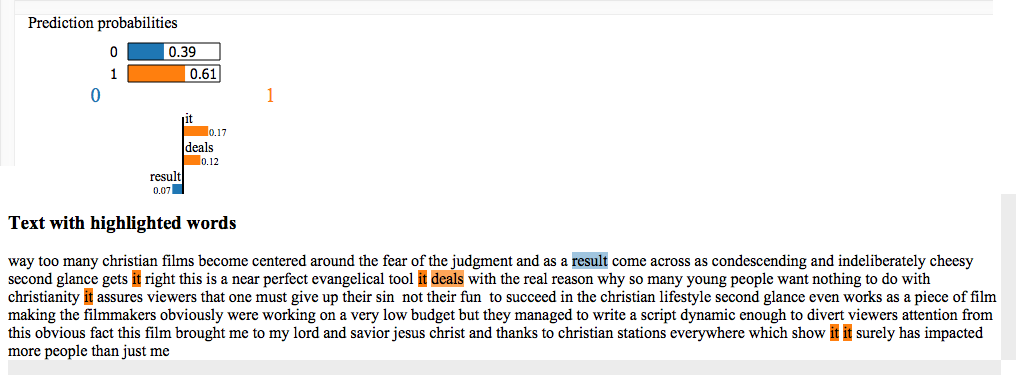 Prediction probabilities
0 0.39
1 0.61
0 1
it
0.17
deals
0.12
result
0.07
Text with highlighted words
way too many christian films become centered around the fear of the judgment and as a result come across as condescending and indeliberately cheesy
second glance gets it right this is a near perfect evangelical tool it deals with the real reason why so many young people want nothing to do with
christianity it assures viewers that one must give up their sin not their fun to succeed in the christian lifestyle second glance even works as a piece of film
making the filmmakers obviously were working on a very low budget but they managed to write a script dynamic enough to divert viewers attention from
this obvious fact this film brought me to my lord and savior jesus christ and thanks to christian stations everywhere which show it it surely has impacted
more people than just me